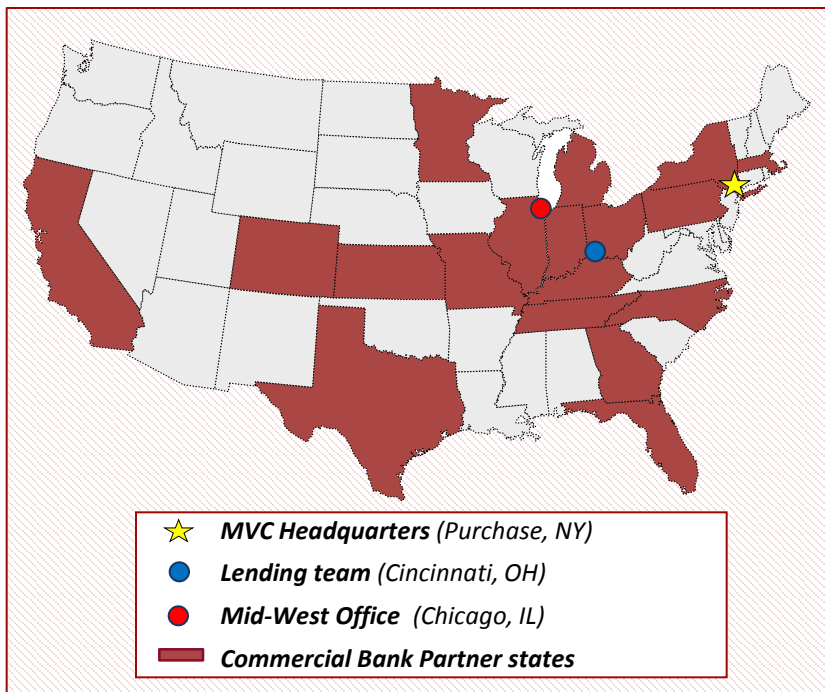 MVC Headquarters (Purchase, NY)
Lending team (Cincinnati, OH)
Mid-West Office (Chicago, IL)
Commercial Bank Partner states